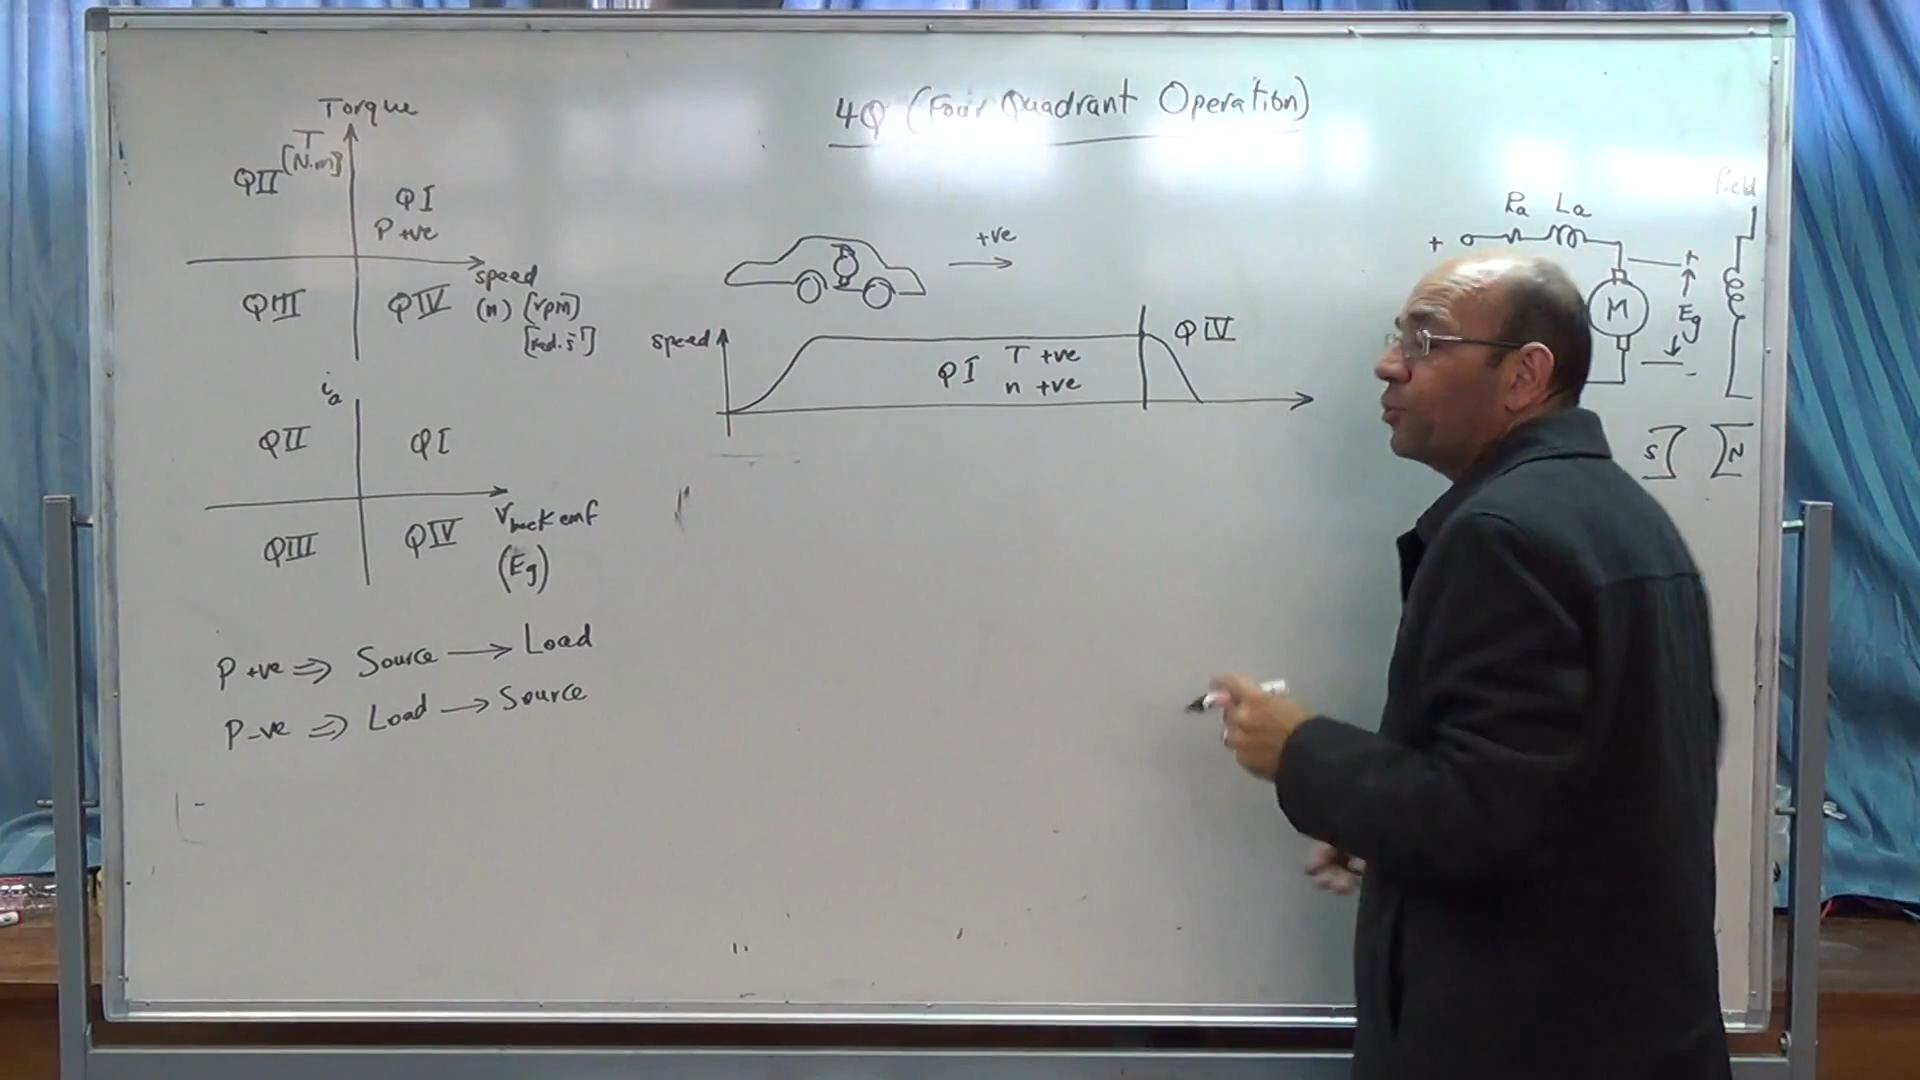 4Q (Four Quadrant Operation)
Torque
T
[N.m]
QII
QI
P +ve
QIII
QIV
speed
(n) [rpm]
[rad.s⁻¹]
ia
QII
QI
QIII
QIV
Vback emf
(Eg)
P +ve ⇒ Source → Load
P -ve ⇒ Load → Source
+ve
speed
QI T +ve
n +ve
QIV
Ra La
+
M
+
Eg
-
field
S
N